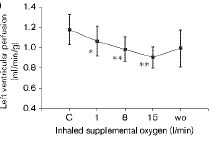 Left ventricular perfusion
(ml/min/g)
1.4
1.2
1.0
0.8
0.6
0.4
*
**
**
C 1 8 15 wo
Inhaled supplemental oxygen (l/min)